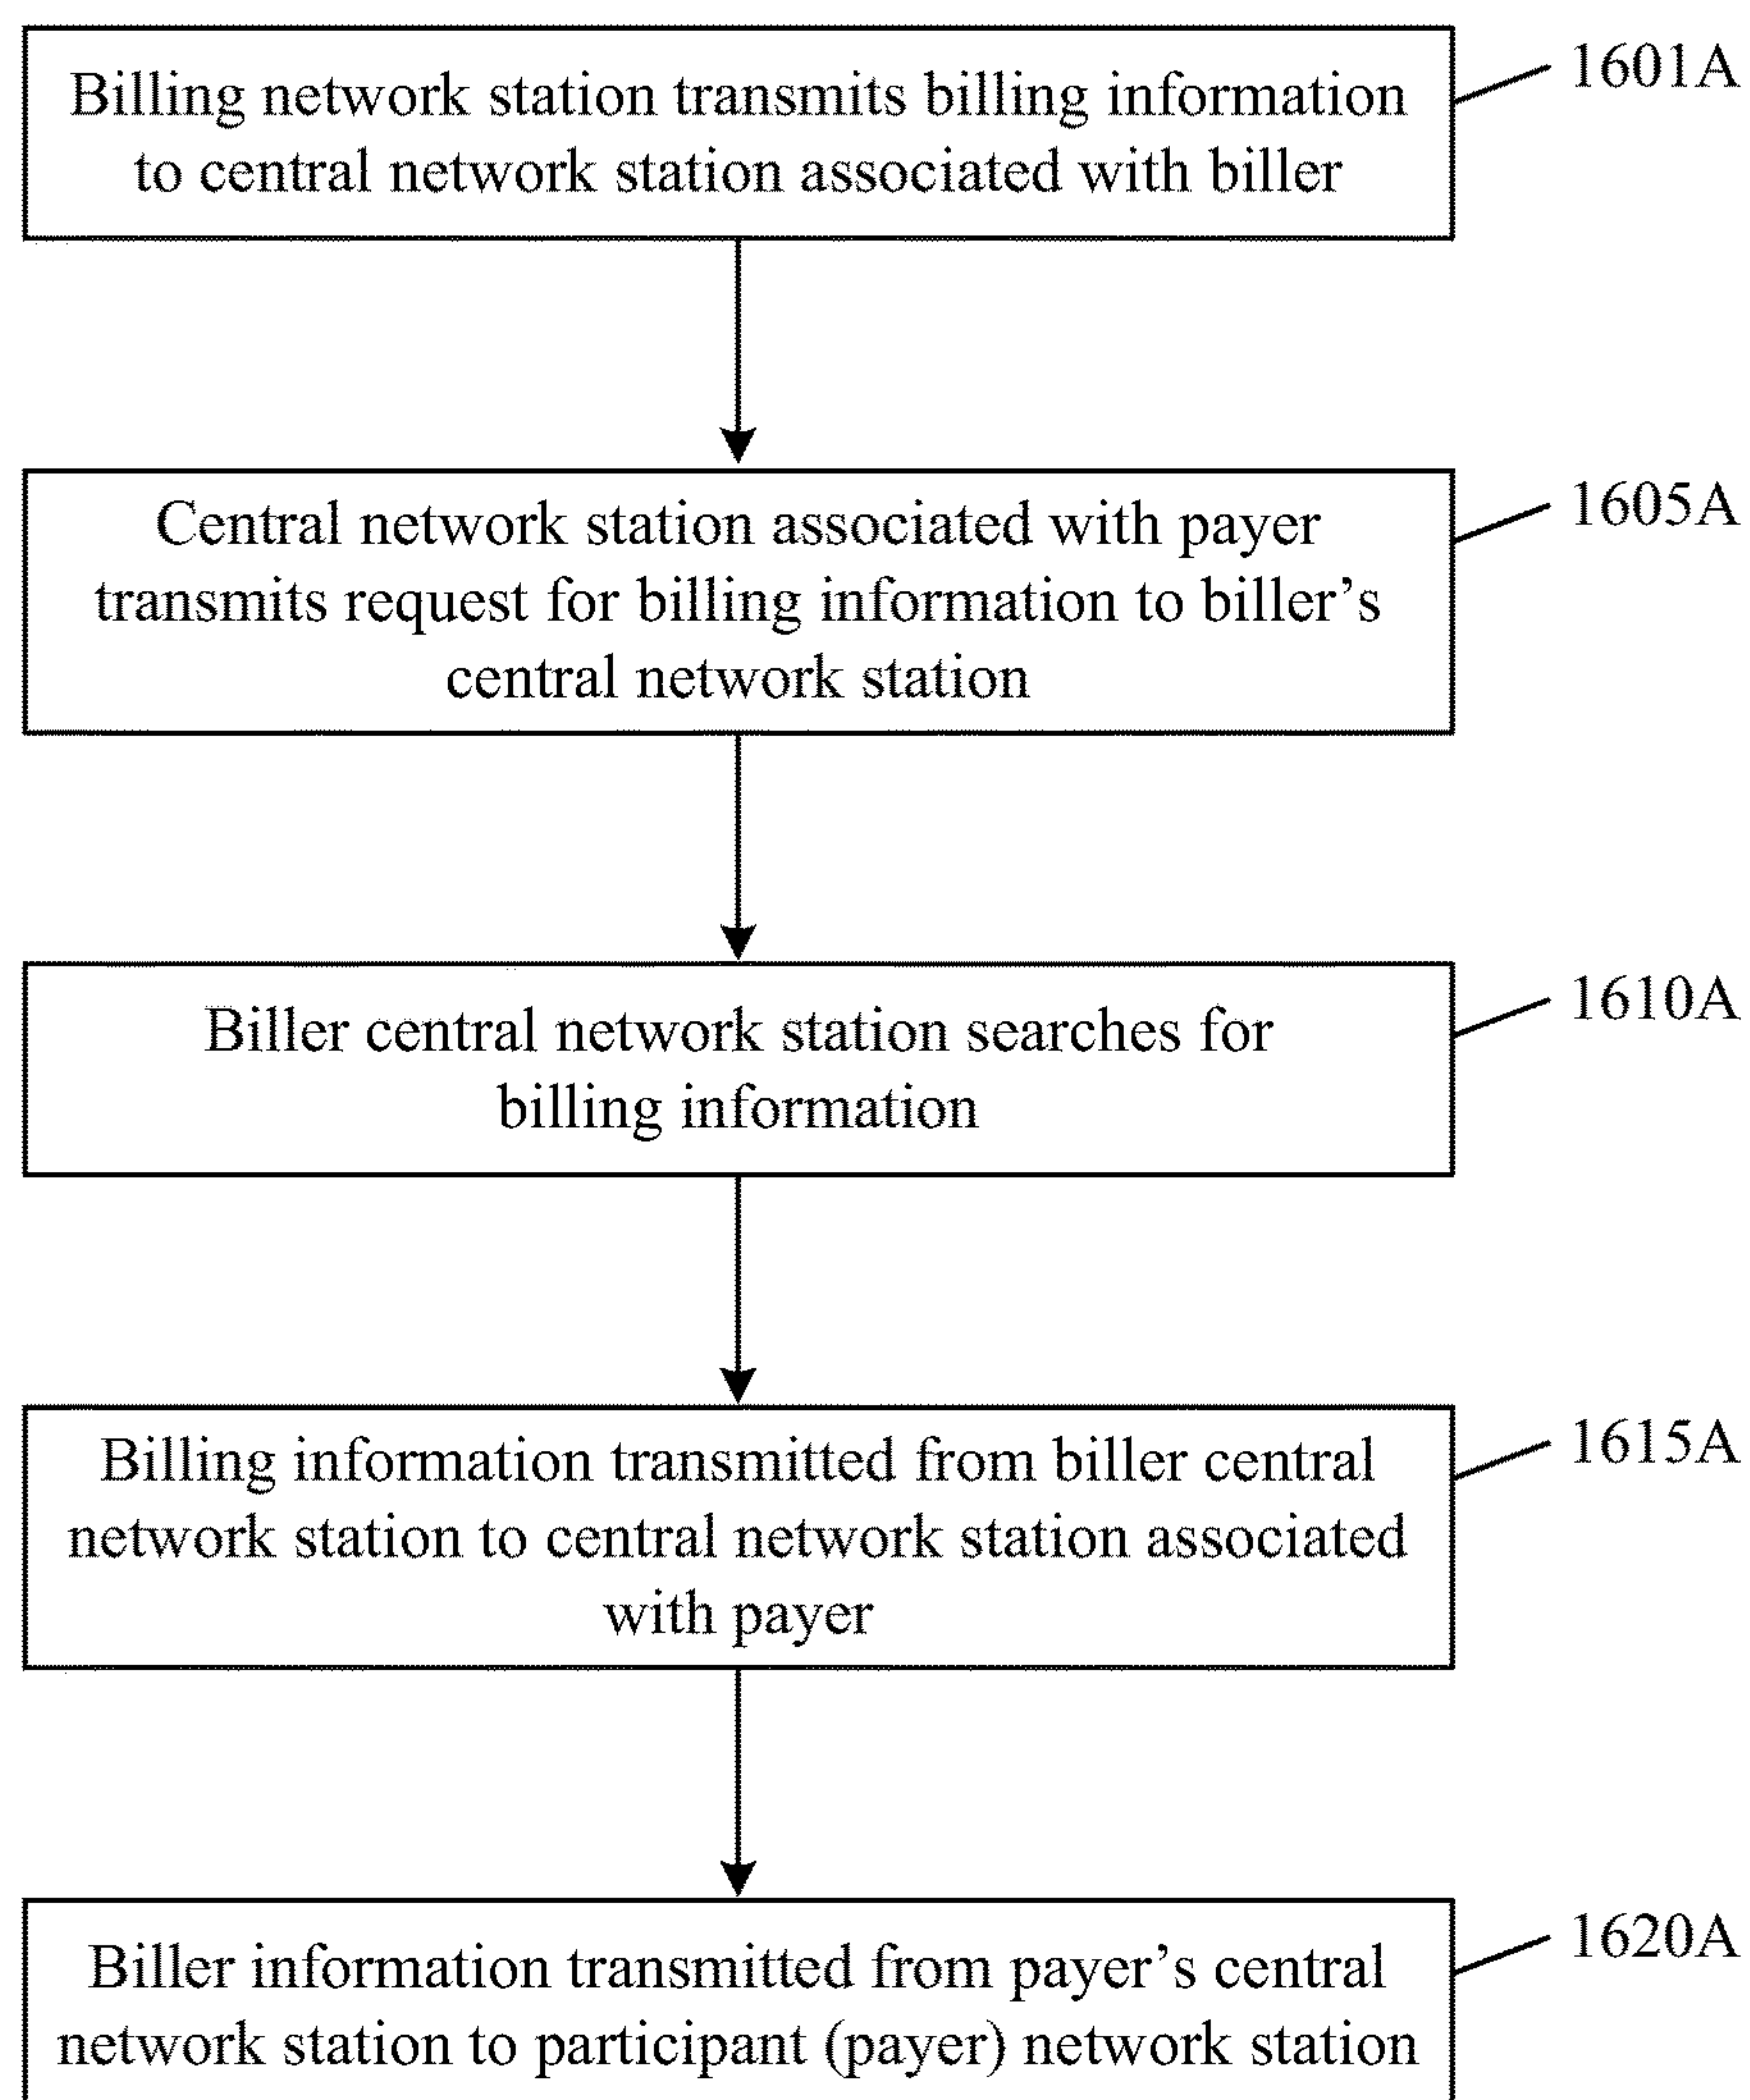 Billing network station transmits billing information
to central network station associated with biller
1601A
Central network station associated with payer
transmits request for billing information to biller’s
central network station
1605A
Biller central network station searches for
billing information
1610A
Billing information transmitted from biller central
network station to central network station associated
with payer
1615A
Biller information transmitted from payer’s central
network station to participant (payer) network station
1620A